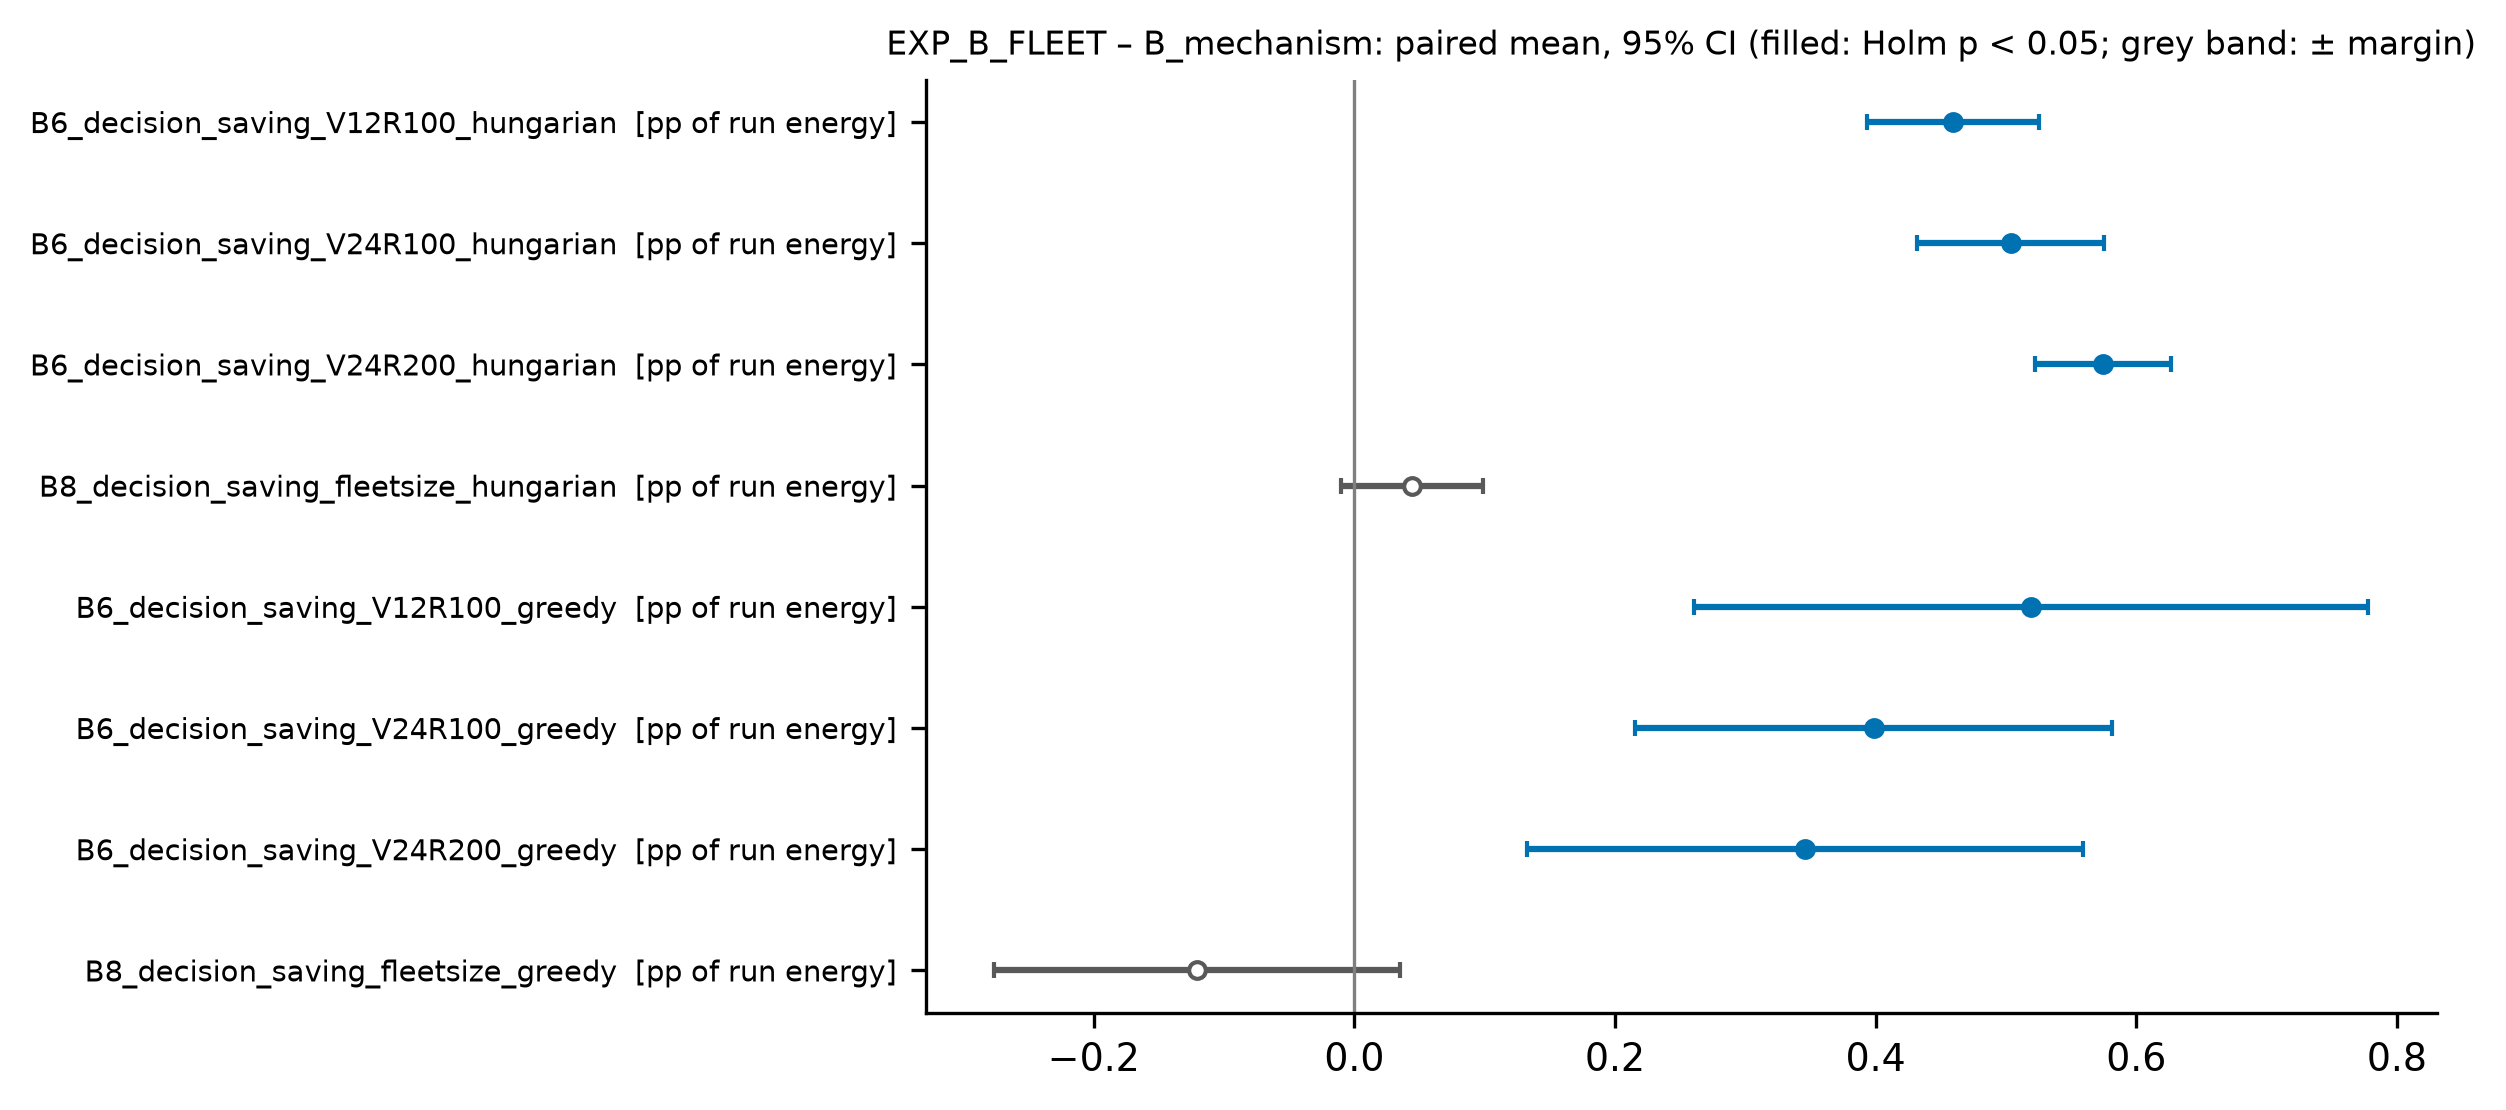 EXP_B_FLEET – B_mechanism: paired mean, 95% CI (filled: Holm p < 0.05; grey band: ± margin)
B6_decision_saving_V12R100_hungarian [pp of run energy]
B6_decision_saving_V24R100_hungarian [pp of run energy]
B6_decision_saving_V24R200_hungarian [pp of run energy]
B8_decision_saving_fleetsize_hungarian [pp of run energy]
B6_decision_saving_V12R100_greedy [pp of run energy]
B6_decision_saving_V24R100_greedy [pp of run energy]
B6_decision_saving_V24R200_greedy [pp of run energy]
B8_decision_saving_fleetsize_greedy [pp of run energy]
−0.2 0.0 0.2 0.4 0.6 0.8